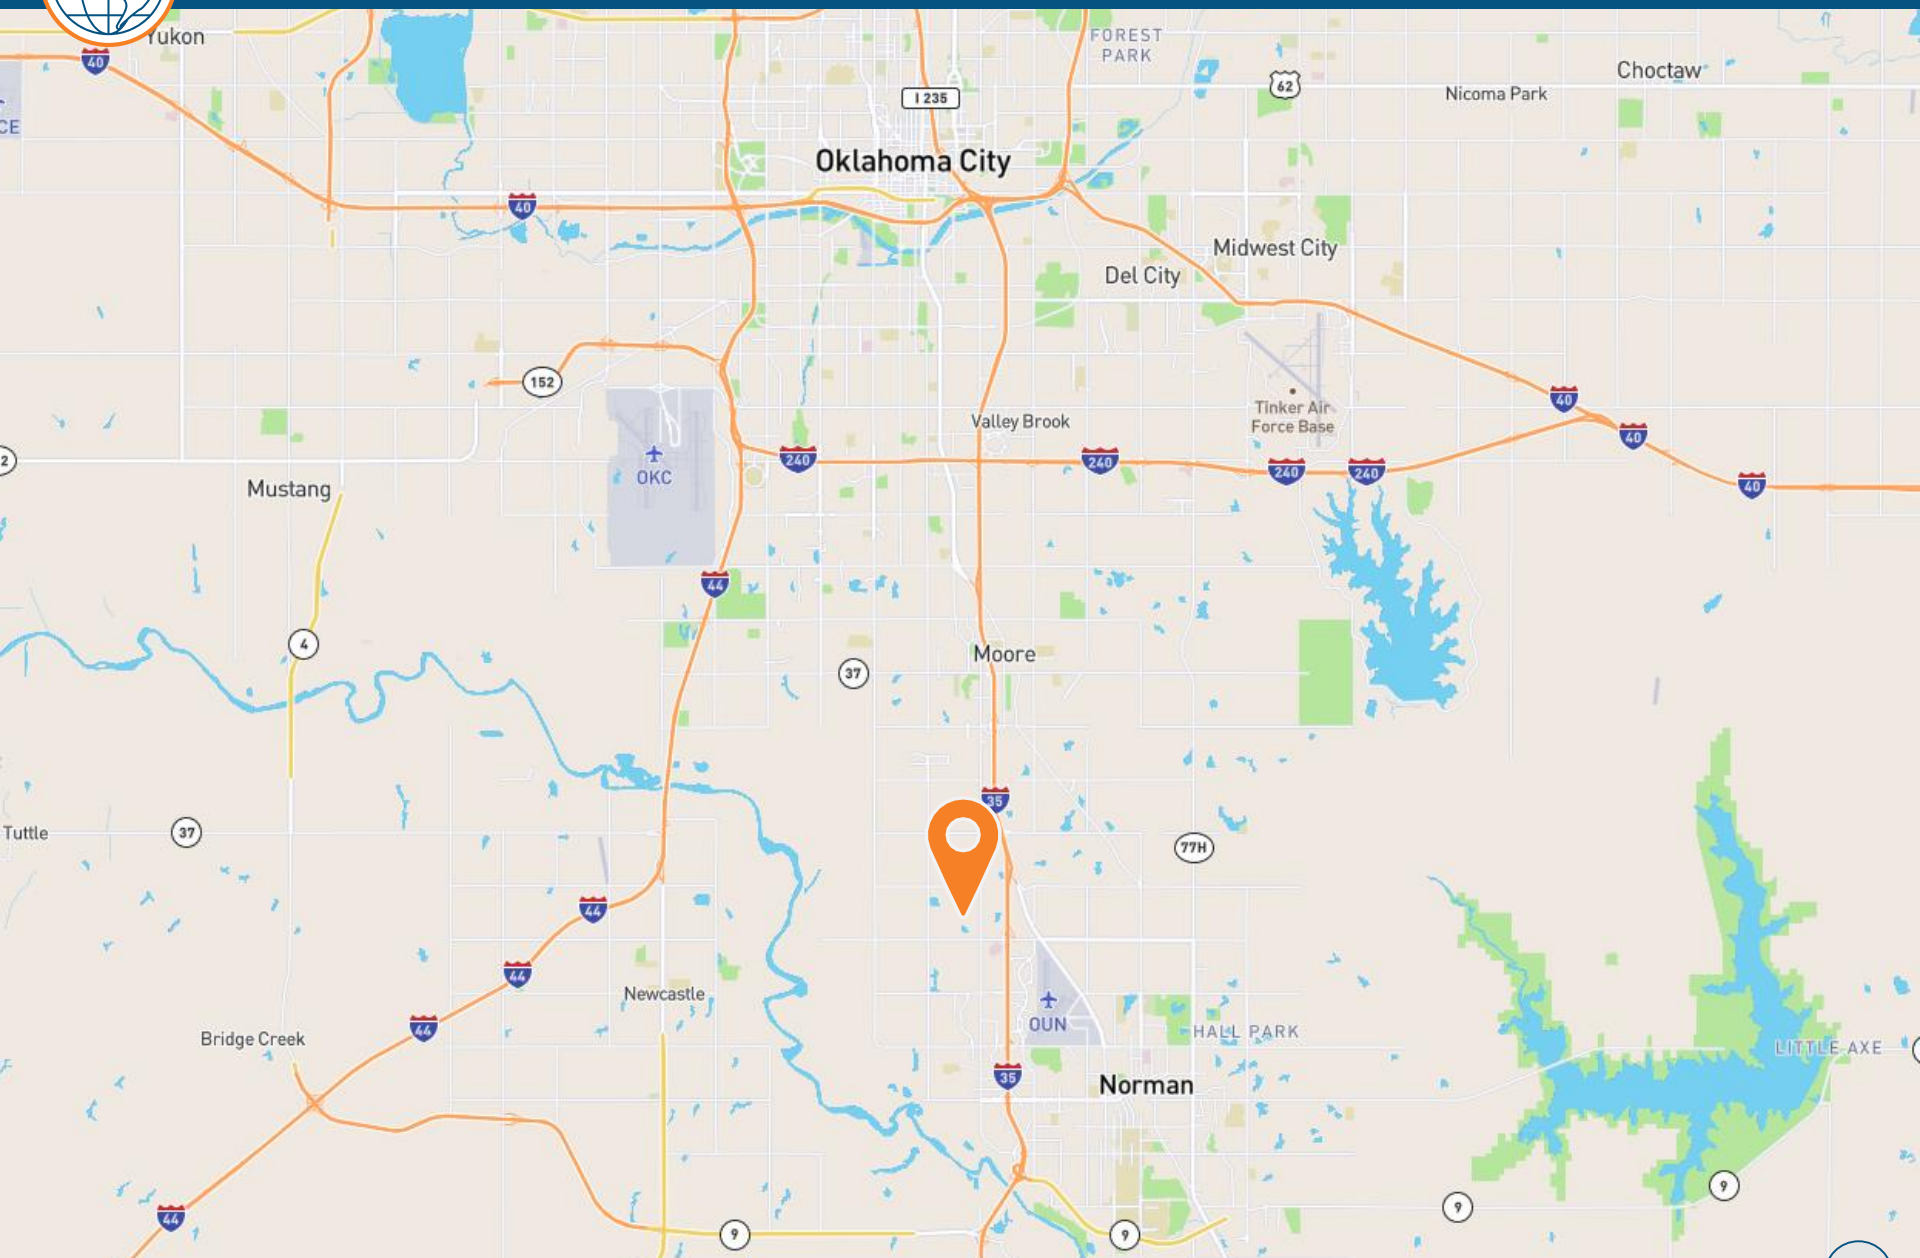 Yukon
40
CE
FOREST
PARK
62
Choctaw
Nicoma Park
I 235
Oklahoma City
40
Midwest City
Del City
152
40
Tinker Air
Force Base
Valley Brook
40
2
OKC
240
240
240
240
40
Mustang
44
4
Moore
37
35
Tuttle
37
77H
44
44
Newcastle
OUN
44
HALL PARK
Bridge Creek
LITTLE AXE
35
Norman
9
44
9
9
9